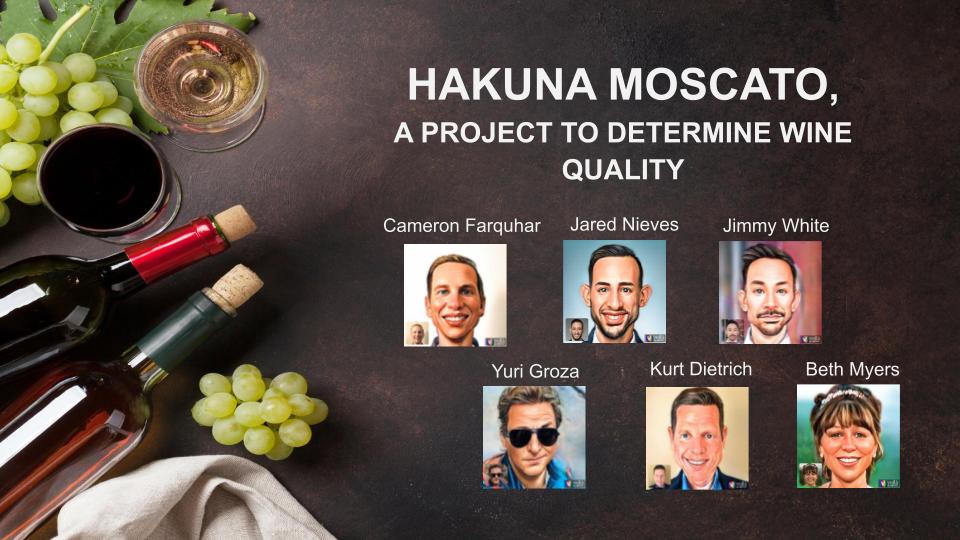 HAKUNA MOSCATO,
A PROJECT TO DETERMINE WINE
QUALITY
Cameron Farquhar
Jared Nieves
Jimmy White
Yuri Groza
Kurt Dietrich
Beth Myers